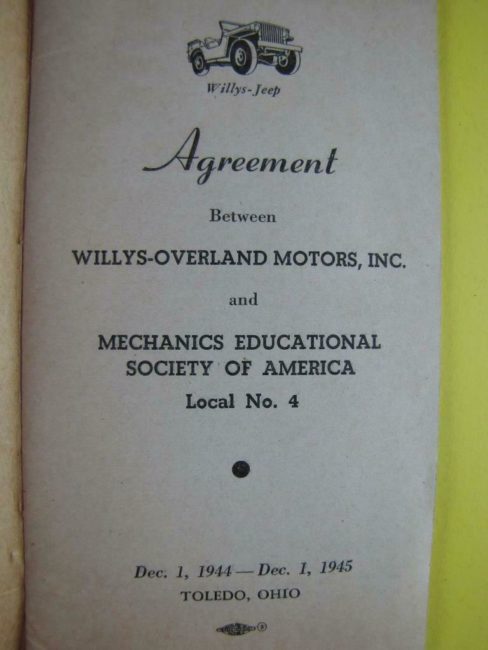 Willys-Jeep
Agreement
Between
WILLYS-OVERLAND MOTORS, INC.
and
MECHANICS EDUCATIONAL
SOCIETY OF AMERICA
Local No. 4
Dec. 1, 1944 — Dec. 1, 1945
TOLEDO, OHIO